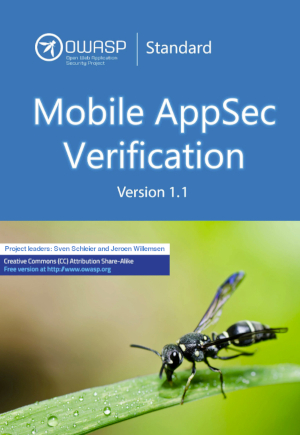 OWASP
Open Web Application
Security Project
Standard
Mobile AppSec
Verification
Version 1.1
Project leaders: Sven Schleier and Jeroen Willemsen
Creative Commons (CC) Attribution Share-Alike
Free version at http://www.owasp.org